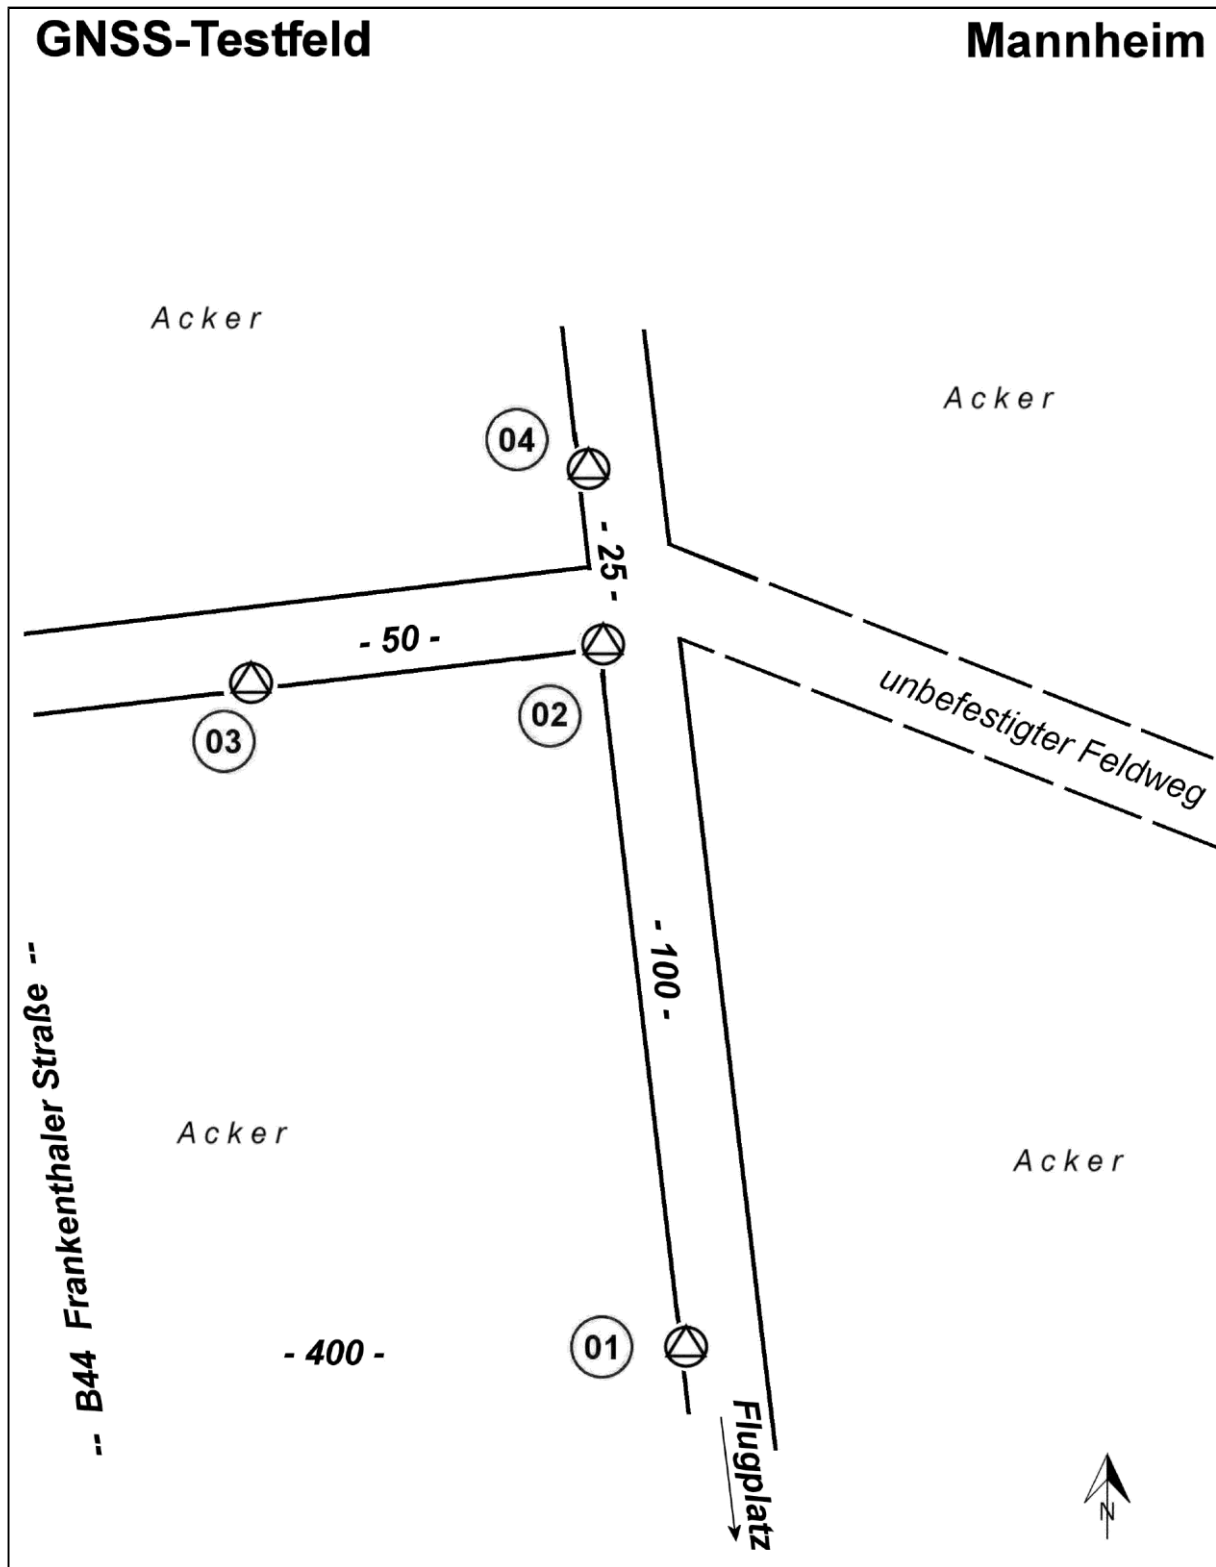 GNSS-Testfeld
Mannheim
Acker
Acker
04
- 25 -
- 50 -
02
03
unbefestigter Feldweg
- 100 -
-- B44 Frankenthaler Straße --
Acker
Acker
- 400 -
01
Flugplatz
N